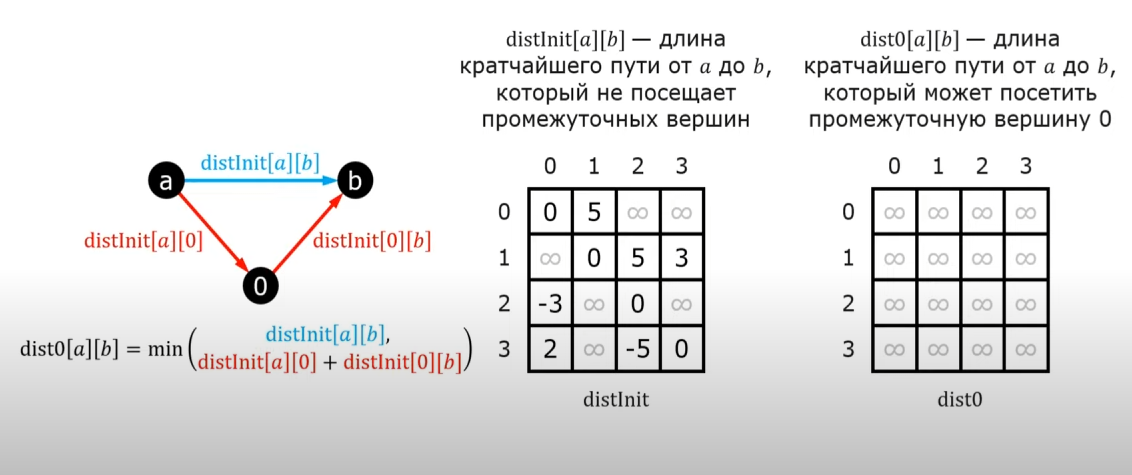 distInit[a][b] — длина
кратчайшего пути от a до b,
который не посещает
промежуточных вершин
dist0[a][b] — длина
кратчайшего пути от a до b,
который может посетить
промежуточную вершину 0
a
distInit[a][b]
b
distInit[a][0]
distInit[0][b]
0
dist0[a][b] = min(distInit[a][b],
distInit[a][0] + distInit[0][b])
0 1 2 3
0 0 5 ∞ ∞
1 ∞ 0 5 3
2 -3 ∞ 0 ∞
3 2 ∞ -5 0
distInit
0 1 2 3
0 ∞ ∞ ∞ ∞
1 ∞ ∞ ∞ ∞
2 ∞ ∞ ∞ ∞
3 ∞ ∞ ∞ ∞
dist0